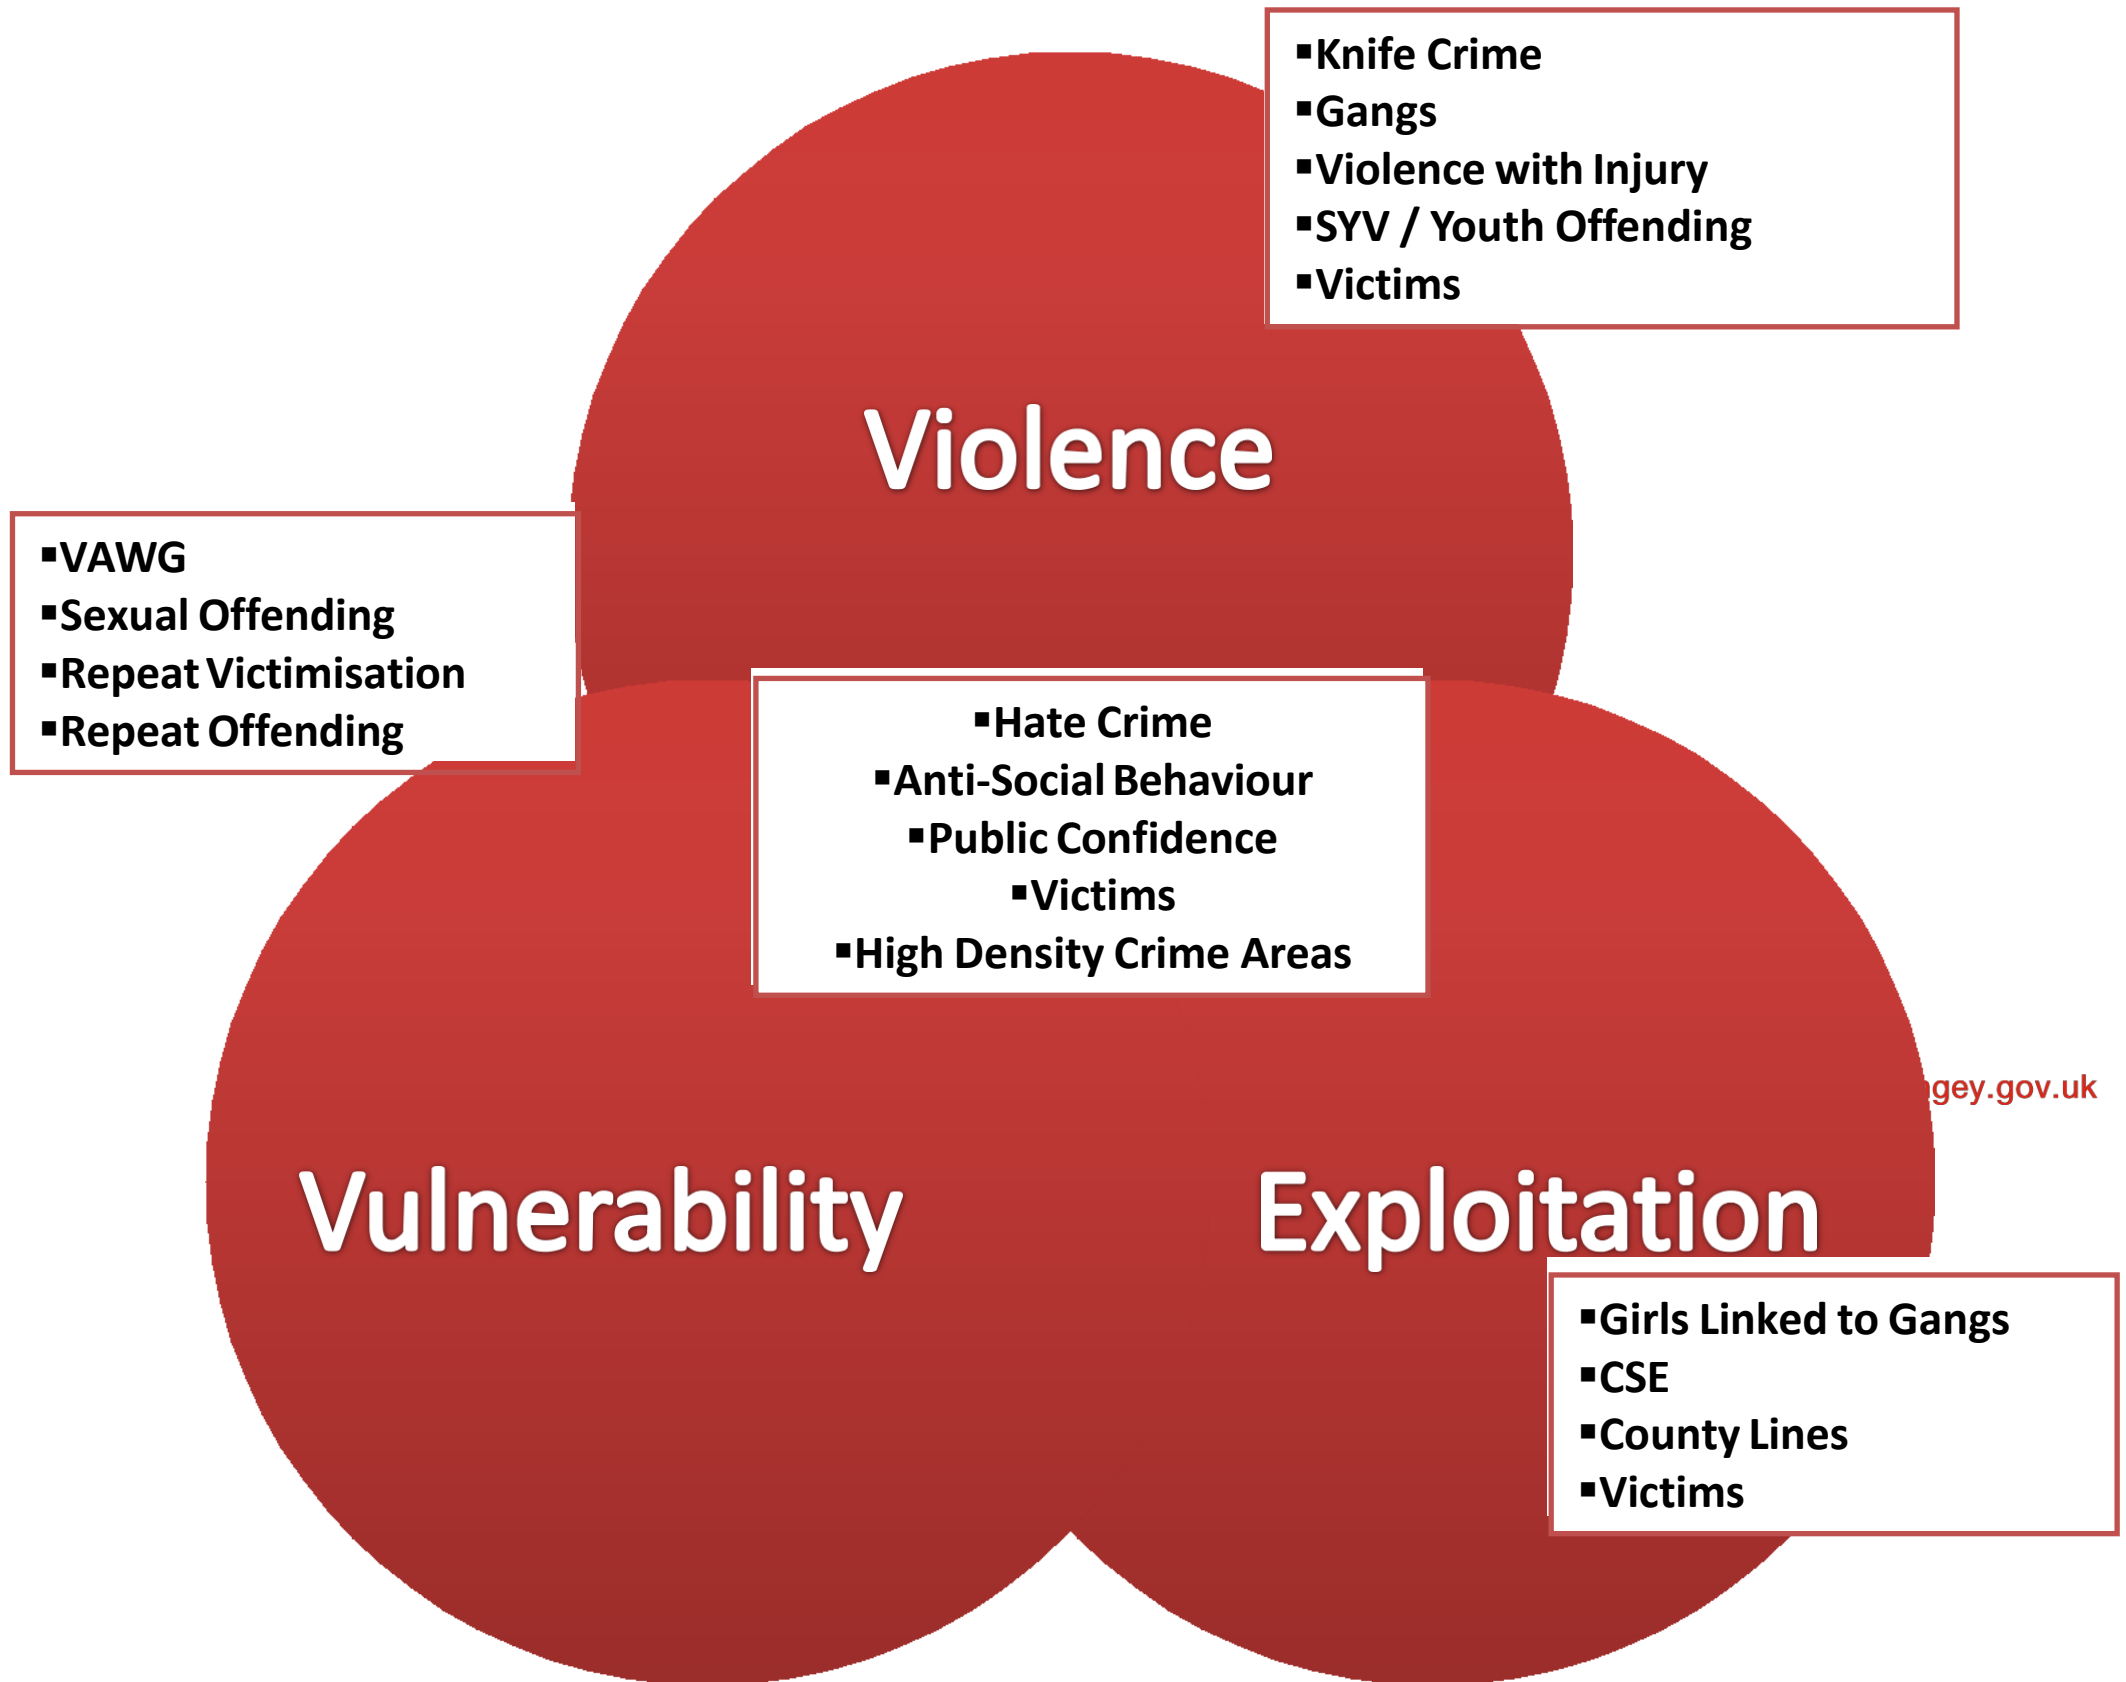 ▪Knife Crime
▪Gangs
▪Violence with Injury
▪SYV / Youth Offending
▪Victims
Violence
▪VAWG
▪Sexual Offending
▪Repeat Victimisation
▪Repeat Offending
▪Hate Crime
▪Anti-Social Behaviour
▪Public Confidence
▪Victims
▪High Density Crime Areas
gey.gov.uk
Vulnerability
Exploitation
▪Girls Linked to Gangs
▪CSE
▪County Lines
▪Victims